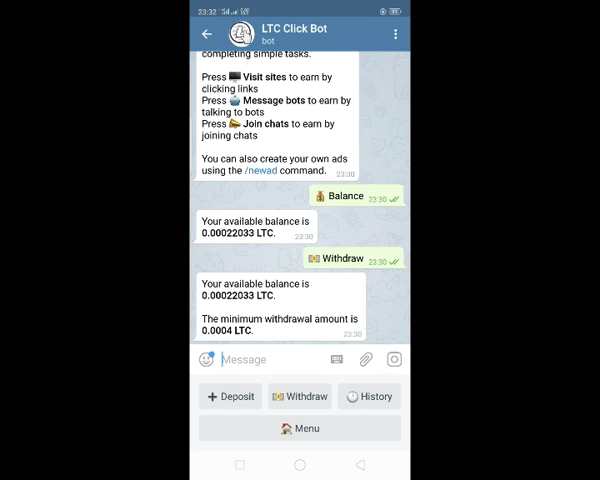 23:32
LTC Click Bot
bot
completing simple tasks.
Press Visit sites to earn by
clicking links
Press Message bots to earn by
talking to bots
Press Join chats to earn by
joining chats
You can also create your own ads
using the /newad command. 23:30
Balance 23:30
Your available balance is
0.00022033 LTC. 23:30
Withdraw 23:30
Your available balance is
0.00022033 LTC.
The minimum withdrawal amount is
0.0004 LTC. 23:30
Message
+ Deposit Withdraw History
Menu